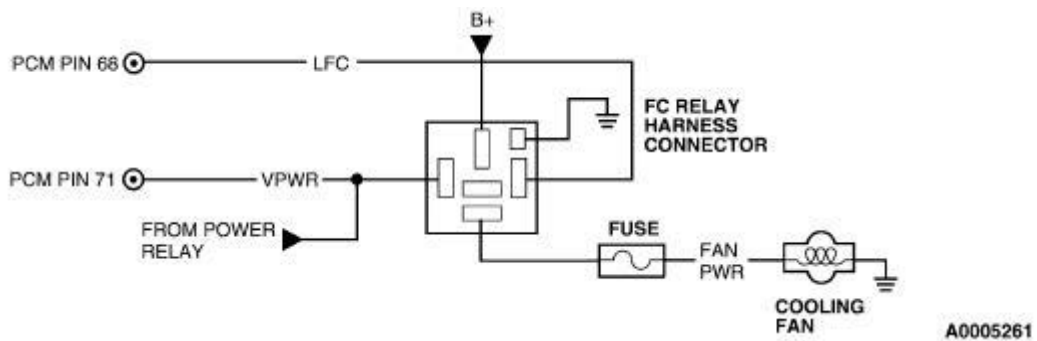 B+
PCM PIN 68
LFC
FC RELAY
HARNESS
CONNECTOR
PCM PIN 71
VPWR
FROM POWER
RELAY
FUSE
FAN
PWR
COOLING
FAN
A0005261